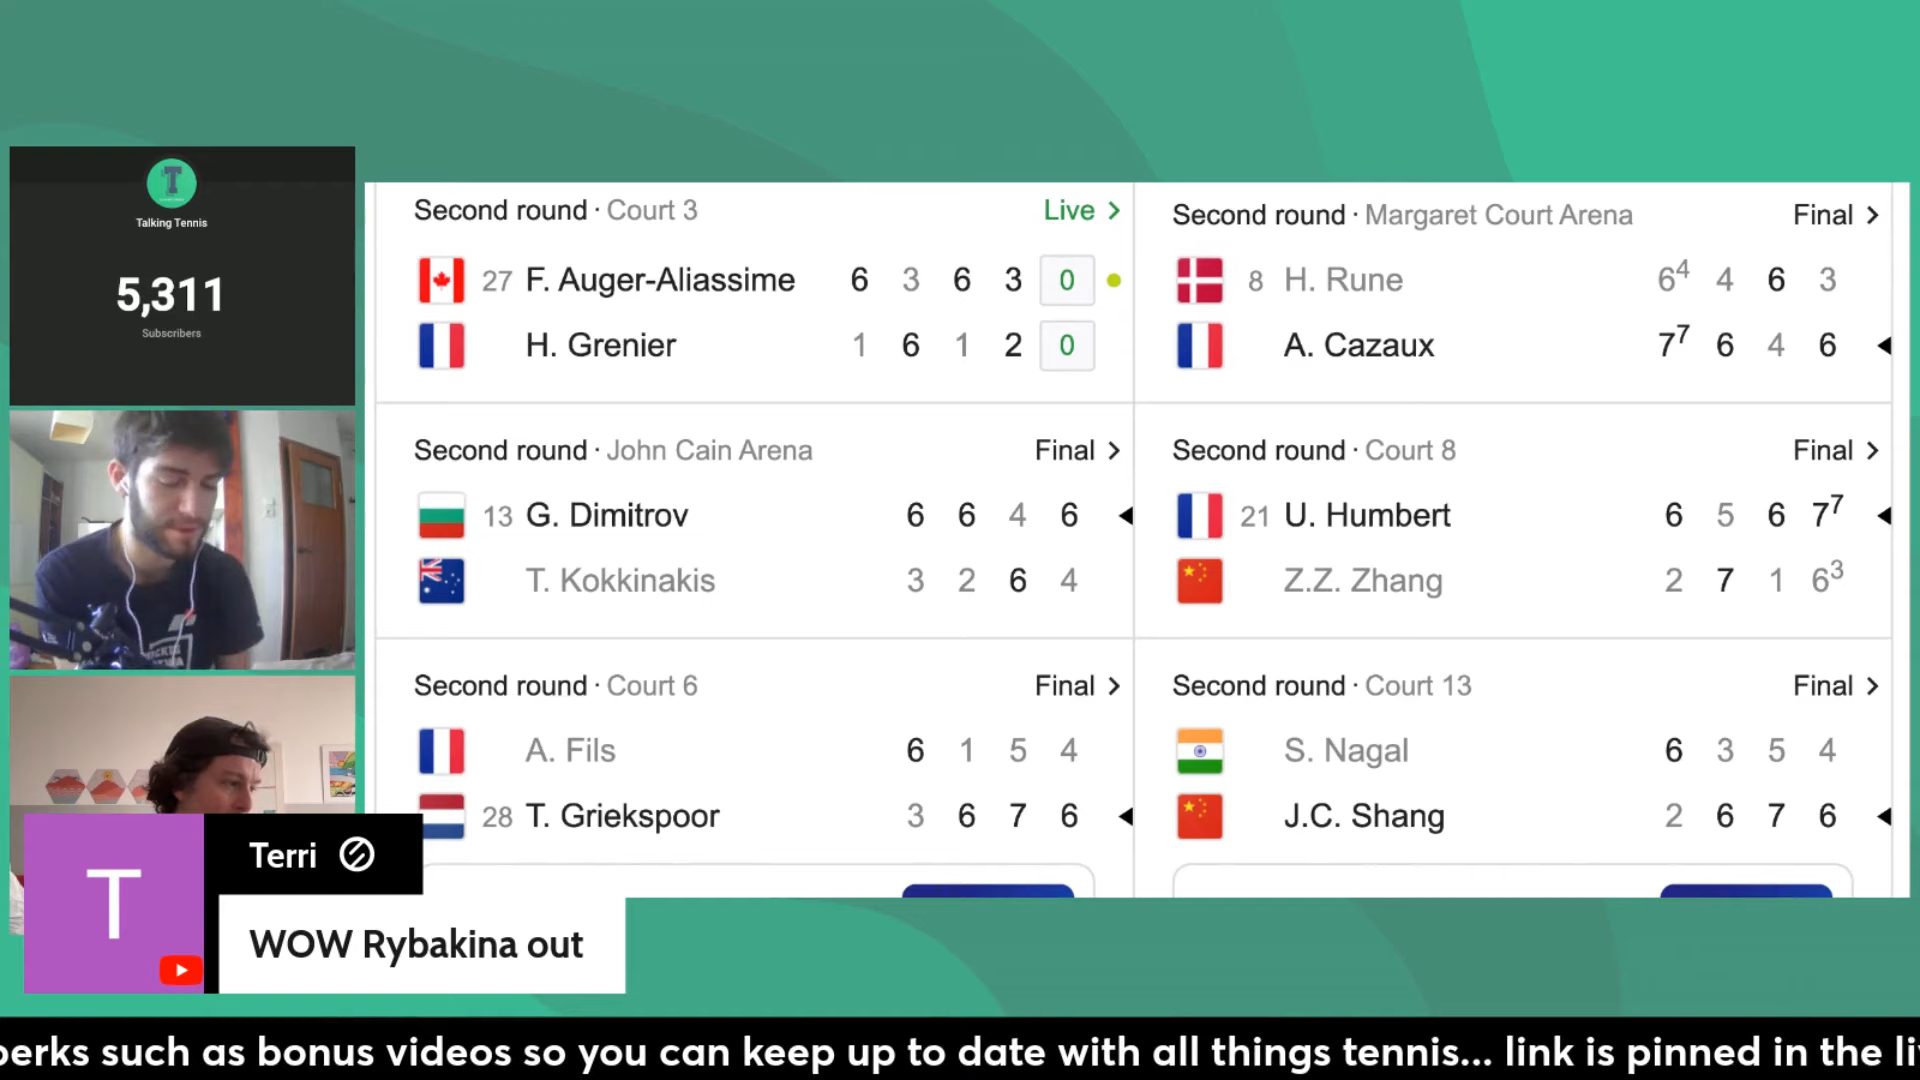 T
Talking Tennis
5,311
Subscribers
Second round · Court 3 Live
27 F. Auger-Aliassime 6 3 6 3 0
H. Grenier 1 6 1 2 0
Second round · Margaret Court Arena Final
8 H. Rune 6⁴ 4 6 3
A. Cazaux 7⁷ 6 4 6
Second round · John Cain Arena Final
13 G. Dimitrov 6 6 4 6
T. Kokkinakis 3 2 6 4
Second round · Court 8 Final
21 U. Humbert 6 5 6 7⁷
Z.Z. Zhang 2 7 1 6³
Second round · Court 6 Final
A. Fils 6 1 5 4
28 T. Griekspoor 3 6 7 6
Second round · Court 13 Final
S. Nagal 6 3 5 4
J.C. Shang 2 6 7 6
T
Terri
WOW Rybakina out
perks such as bonus videos so you can keep up to date with all things tennis... link is pinned in the li